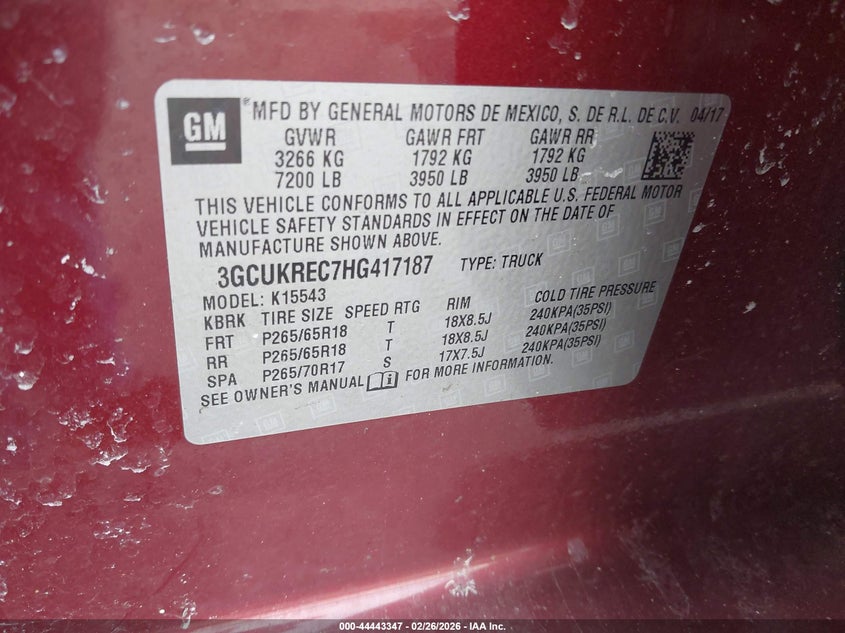 GM
® MFD BY GENERAL MOTORS DE MEXICO, S. DE R.L. DE C.V. 04/17
GVWR GAWR FRT GAWR RR
3266 KG 1792 KG 1792 KG
7200 LB 3950 LB 3950 LB
THIS VEHICLE CONFORMS TO ALL APPLICABLE U.S. FEDERAL MOTOR
VEHICLE SAFETY STANDARDS IN EFFECT ON THE DATE OF
MANUFACTURE SHOWN ABOVE.
3GCUKREC7HG417187 TYPE: TRUCK
MODEL: K15543
KBRK TIRE SIZE SPEED RTG RIM COLD TIRE PRESSURE
FRT P265/65R18 T 18X8.5J 240KPA(35PSI)
RR P265/65R18 T 18X8.5J 240KPA(35PSI)
SPA P265/70R17 S 17X7.5J 240KPA(35PSI)
SEE OWNER'S MANUAL FOR MORE INFORMATION.
000-44443347 - 02/26/2026 - IAA Inc.